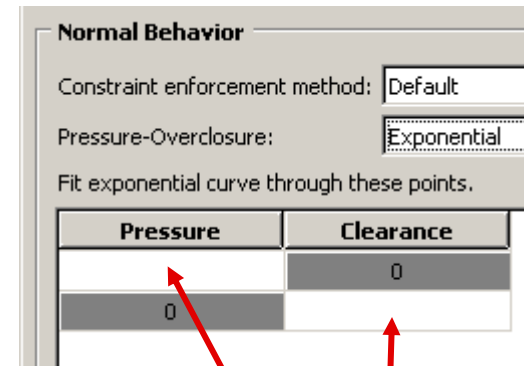 Normal Behavior
Constraint enforcement method: Default
Pressure-Overclosure: Exponential
Fit exponential curve through these points.
Pressure Clearance
0
0